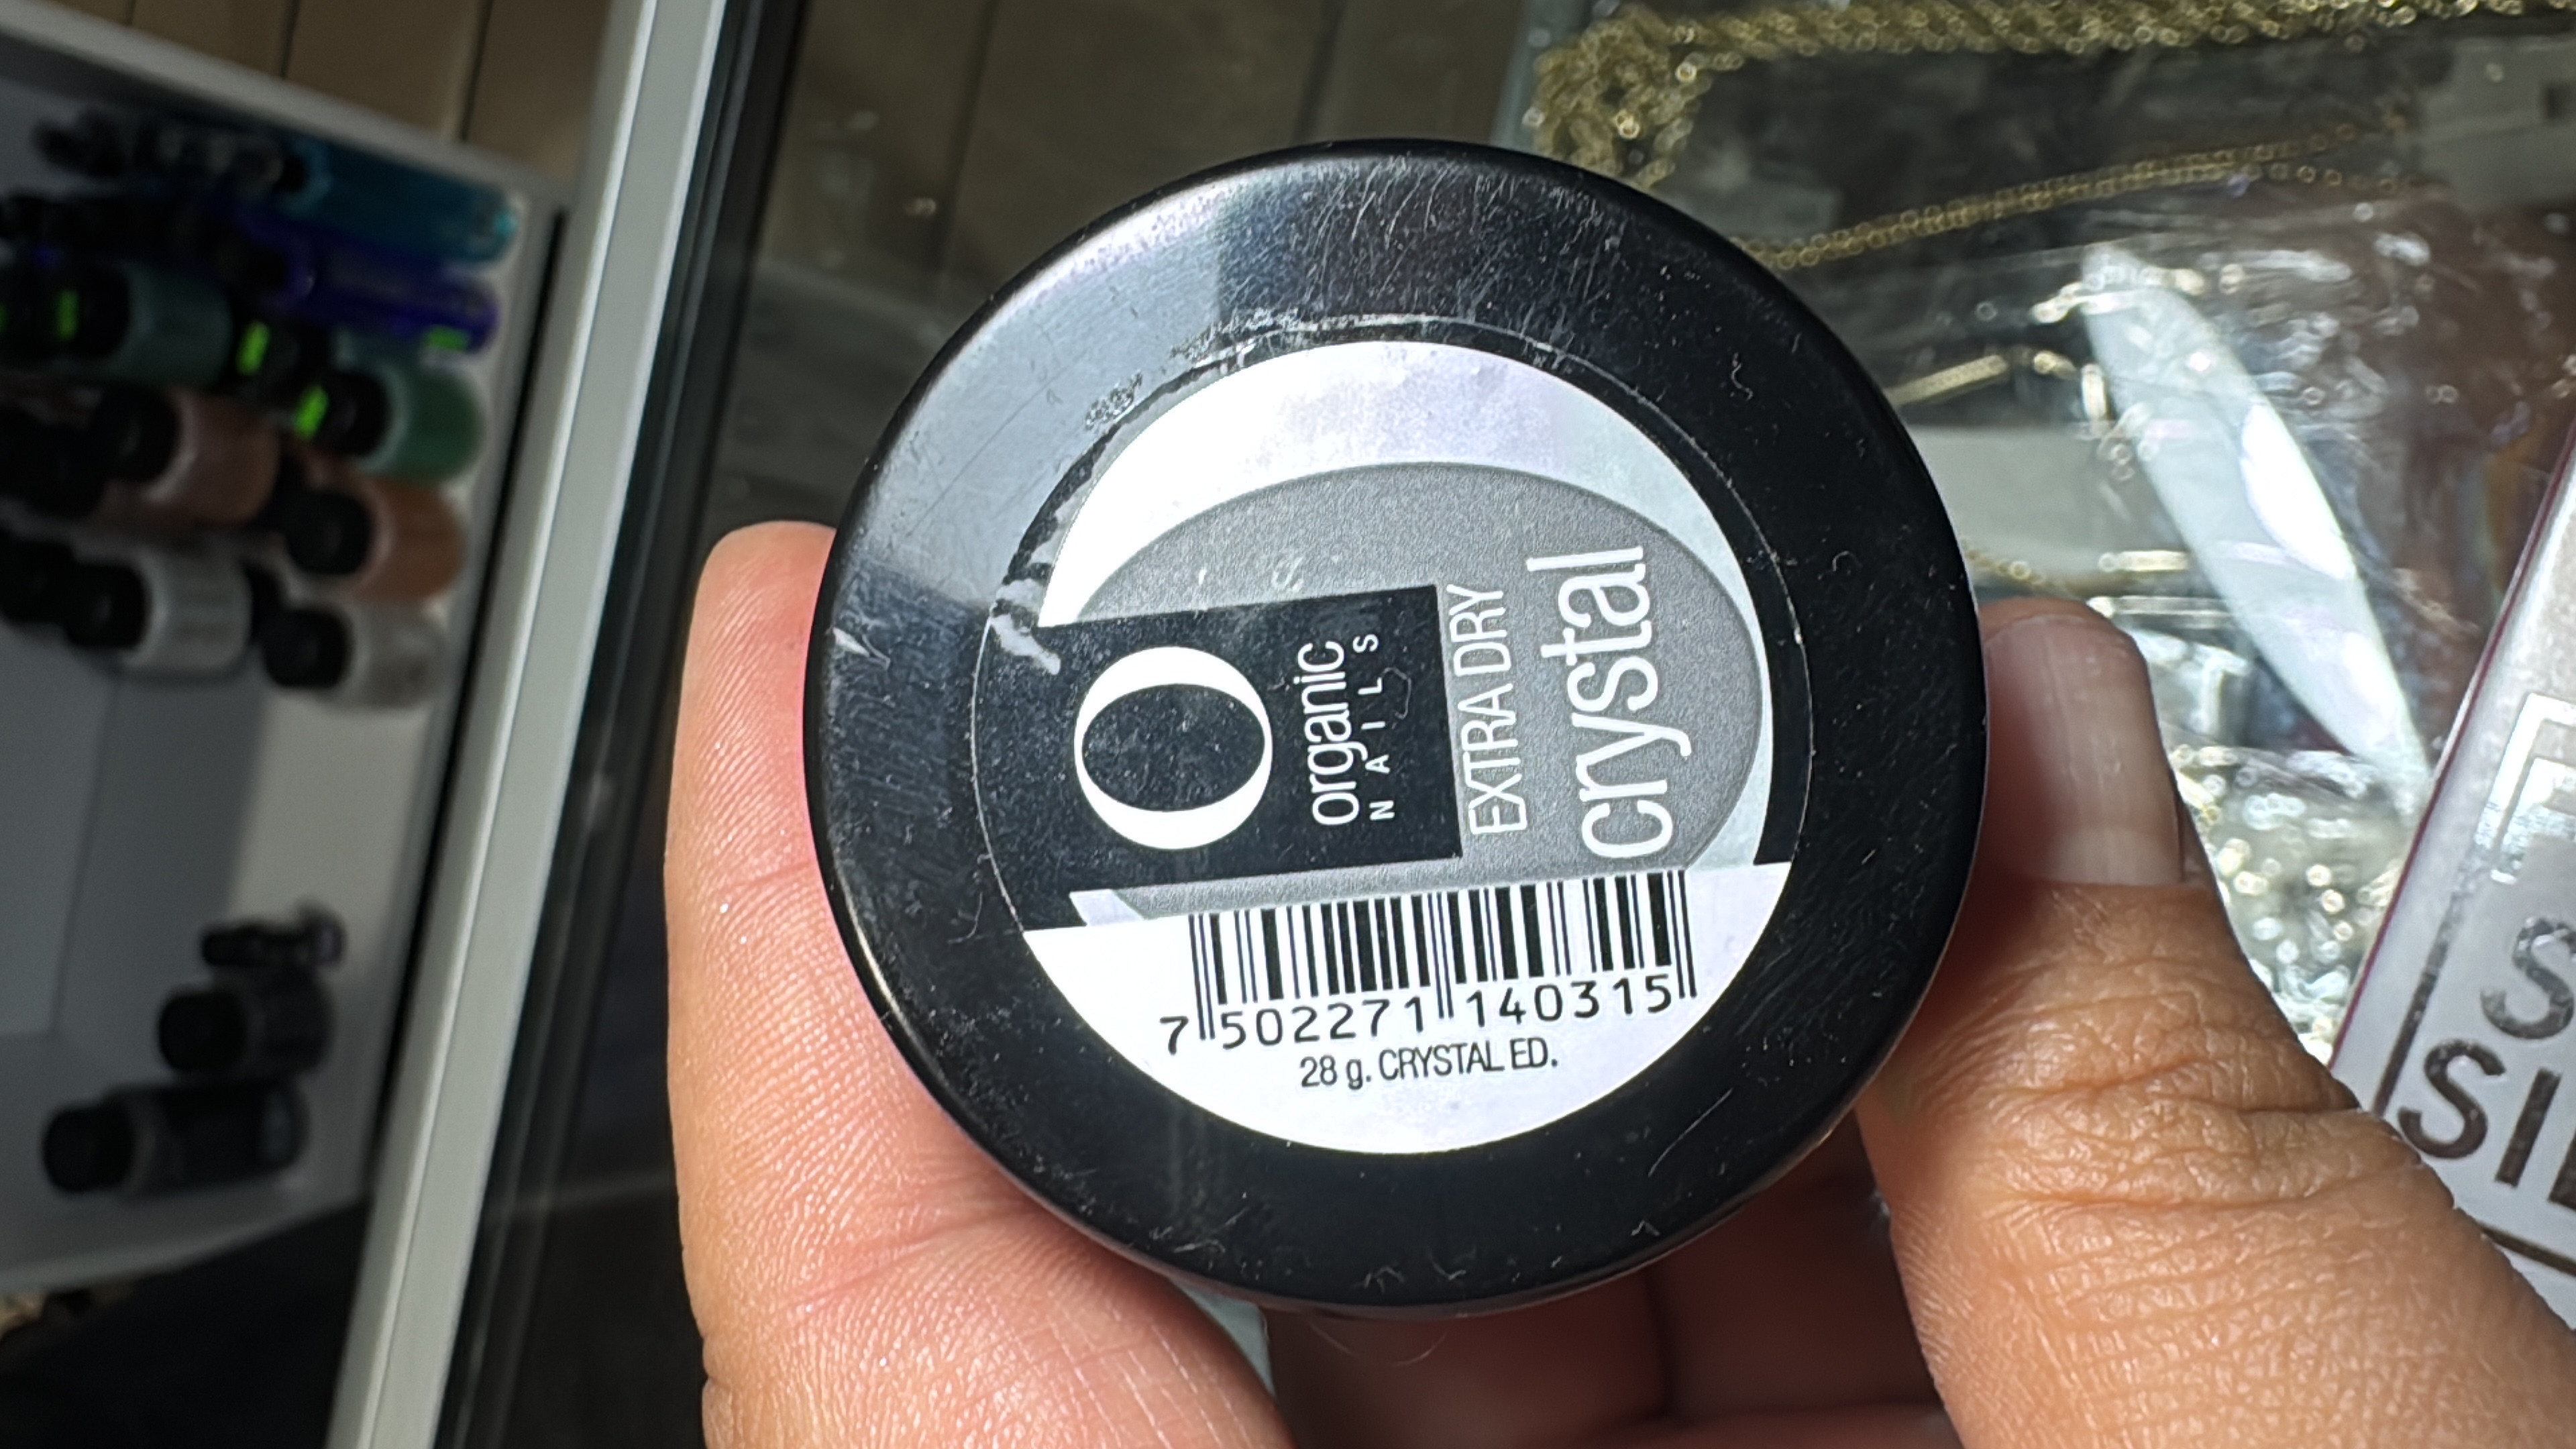 O
organic
NAILS
EXTRA DRY
crystal
7 502271 140315
28 g. CRYSTAL ED.